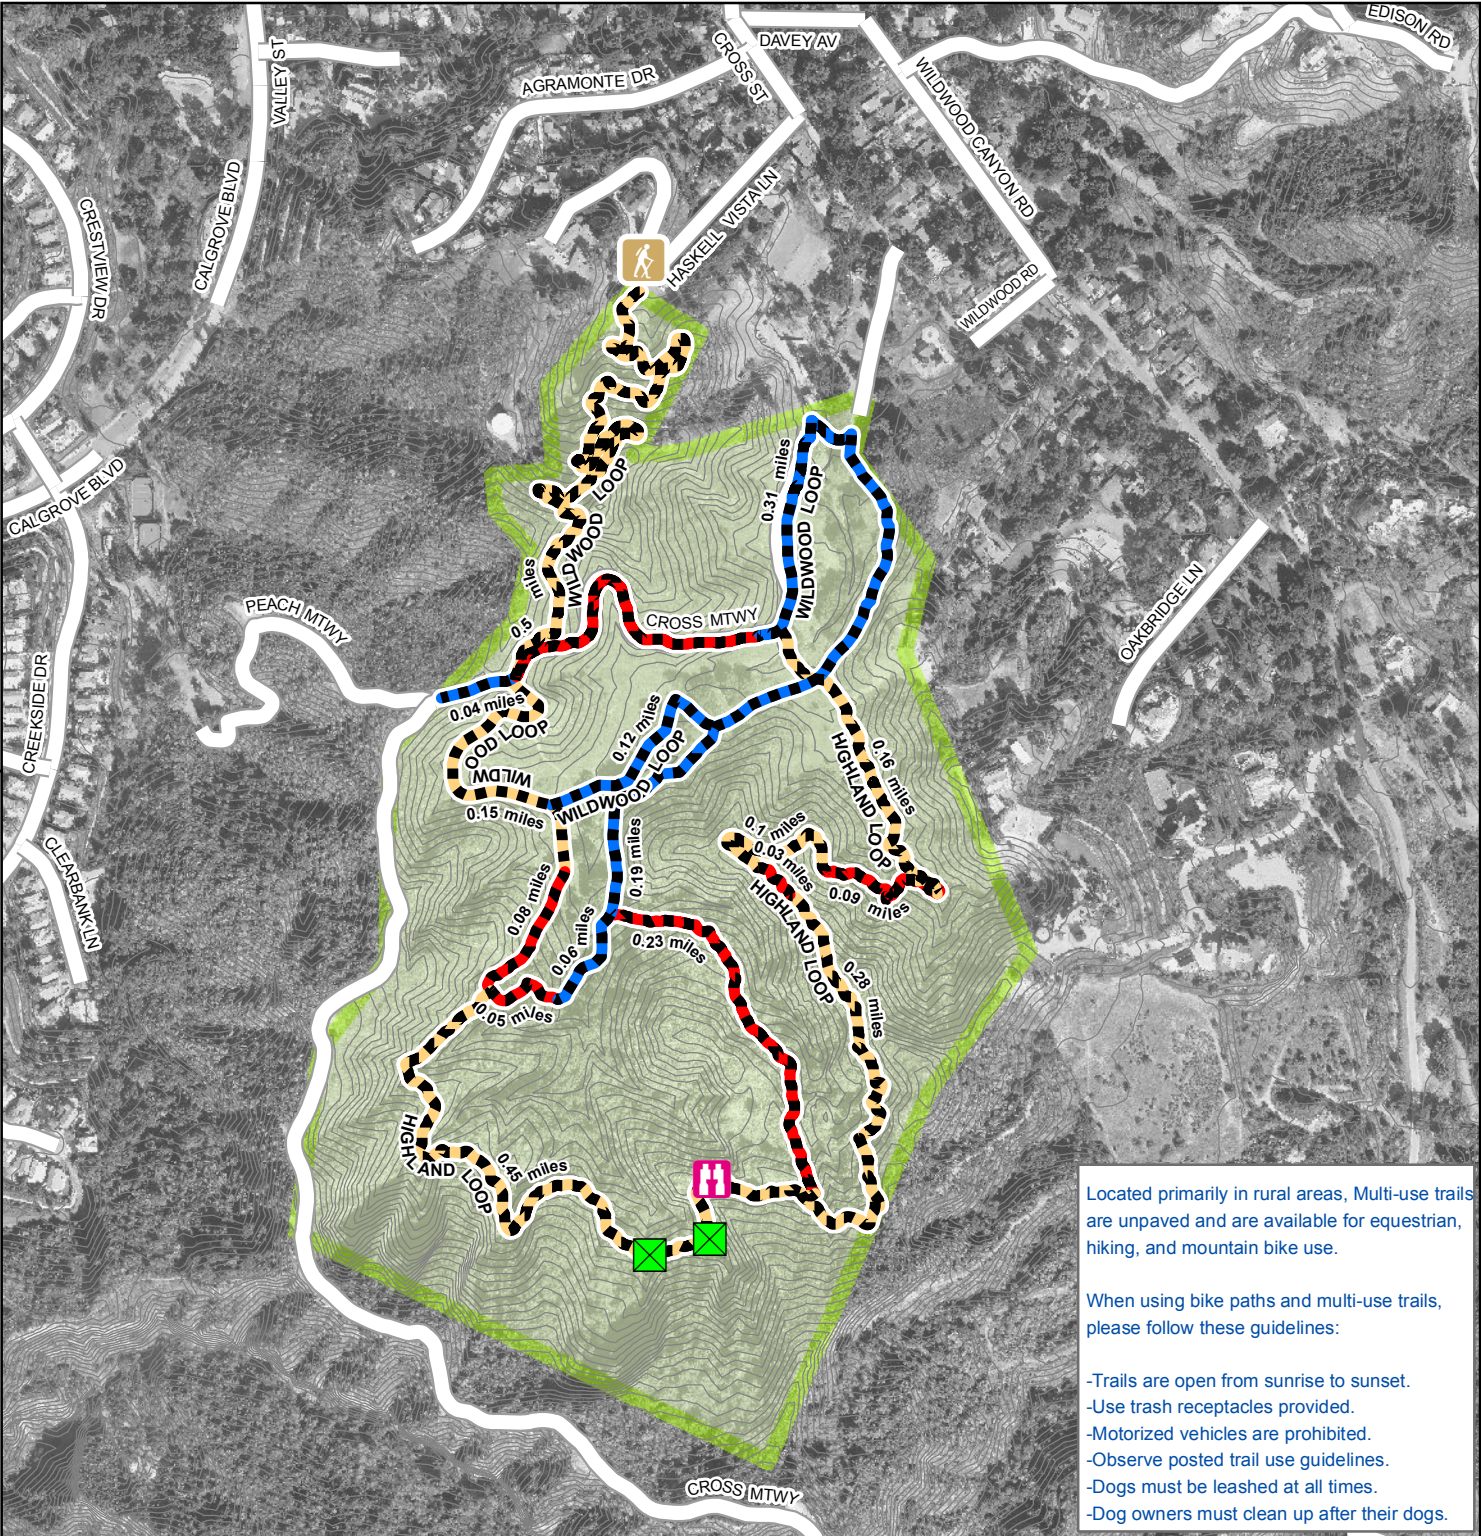 EDISON RD
DAVEY AV
CROSS ST
VALLEY ST
AGRAMONTE DR
WILDWOOD CANYON RD
CALGROVE BLVD
CRESTVIEW DR
HASKELL VISTA LN
WILDWOOD RD
CALGROVE BLVD
0.31 miles
WILDWOOD LOOP
WILDWOOD LOOP
0.5 miles
CROSS MTWY
PEACH MTWY
OAKBRIDGE LN
CREEKSIDE DR
0.04 miles
WILDWOOD LOOP
0.15 miles
0.12 miles
WILDWOOD LOOP
0.16 miles
HIGHLAND LOOP
0.1 miles
0.03 miles
0.09 miles
0.19 miles
0.08 miles
CLEARBANK LN
0.06 miles
0.23 miles
HIGHLAND LOOP
0.28 miles
0.05 miles
HIGHLAND LOOP
0.45 miles
CROSS MTWY
Located primarily in rural areas, Multi-use trails
are unpaved and are available for equestrian,
hiking, and mountain bike use.
When using bike paths and multi-use trails,
please follow these guidelines:
-Trails are open from sunrise to sunset.
-Use trash receptacles provided.
-Motorized vehicles are prohibited.
-Observe posted trail use guidelines.
-Dogs must be leashed at all times.
-Dog owners must clean up after their dogs.